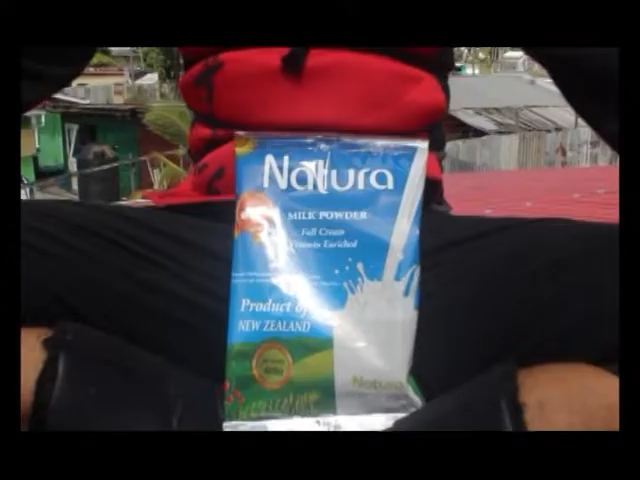 Natura
MILK POWDER
Full Cream
Vitamin Enriched
Product of
NEW ZEALAND
Natura